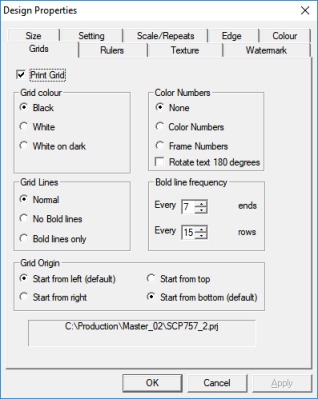 Design Properties
Size Setting Scale/Repeats Edge Colour
Grids Rulers Texture Watermark
Print Grid
Grid colour
Black
White
White on dark
Color Numbers
None
Color Numbers
Frame Numbers
Rotate text 180 degrees
Grid Lines
Normal
No Bold lines
Bold lines only
Bold line frequency
Every 7 ends
Every 15 rows
Grid Origin
Start from left (default)
Start from right
Start from top
Start from bottom (default)
C:\Production\Master_02\SCP757_2.prj
OK Cancel Apply